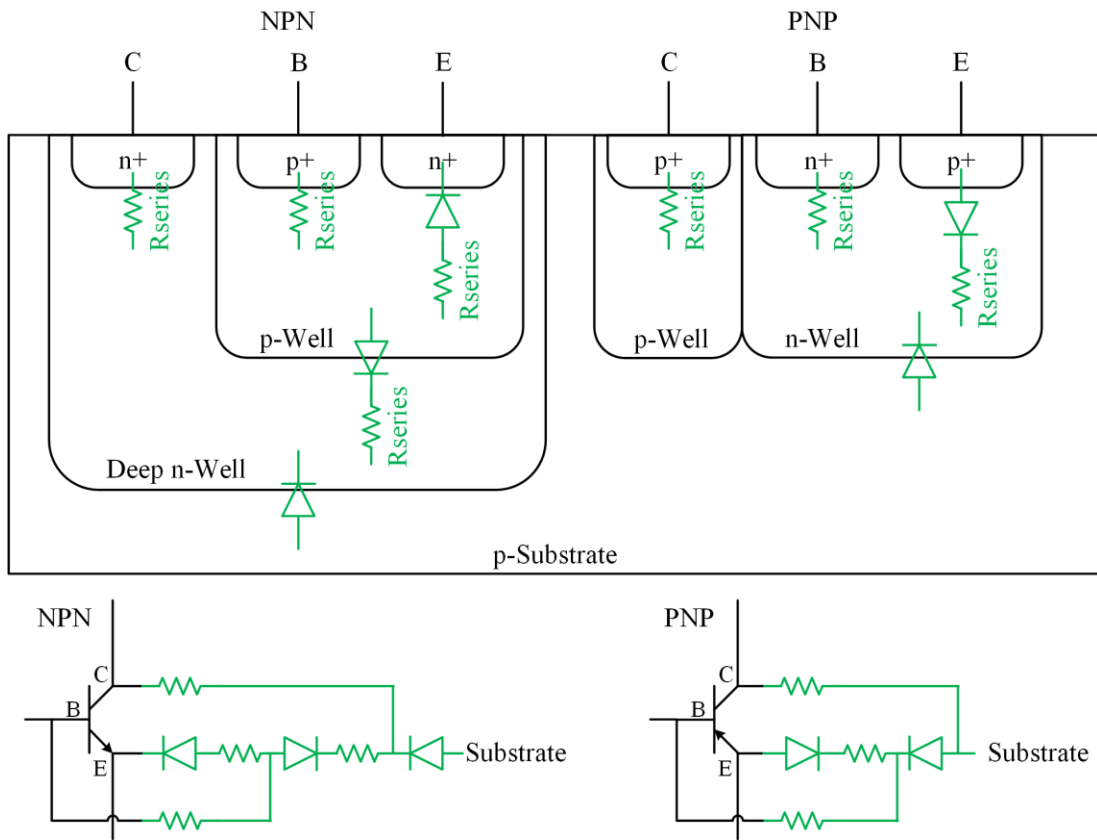 NPN PNP
C B E C B E
n+ p+ n+ p+ n+ p+
Rseries Rseries Rseries Rseries Rseries Rseries
p-Well p-Well n-Well
Rseries
Deep n-Well
p-Substrate
NPN PNP
C C
B B
E Substrate E Substrate